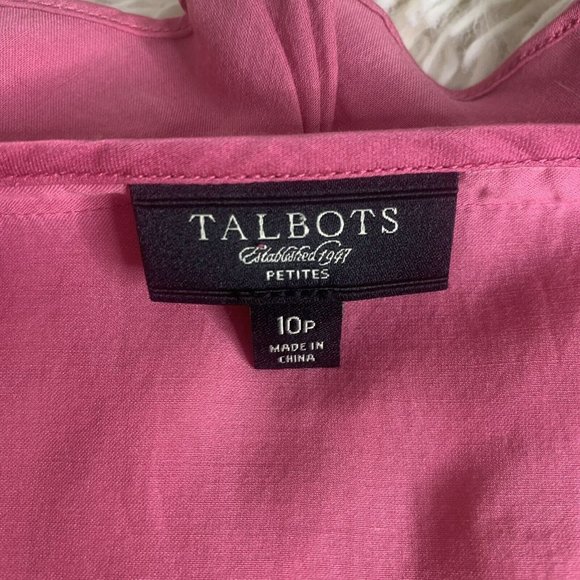 TALBOTS
Established 1947
PETITES
10P
MADE IN
CHINA